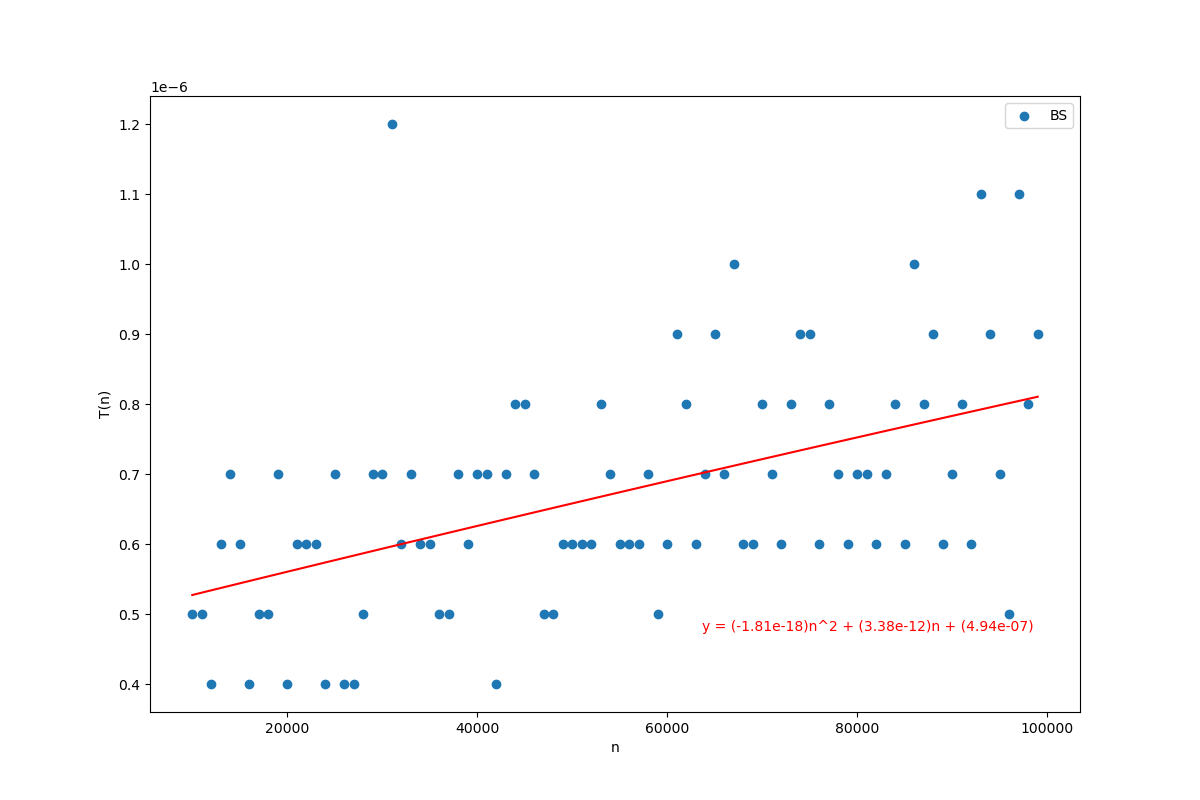 1e−6
BS
1.2
1.1
1.0
0.9
0.8
0.7
0.6
0.5
0.4
T(n)
y = (-1.81e-18)n^2 + (3.38e-12)n + (4.94e-07)
20000 40000 60000 80000 100000
n